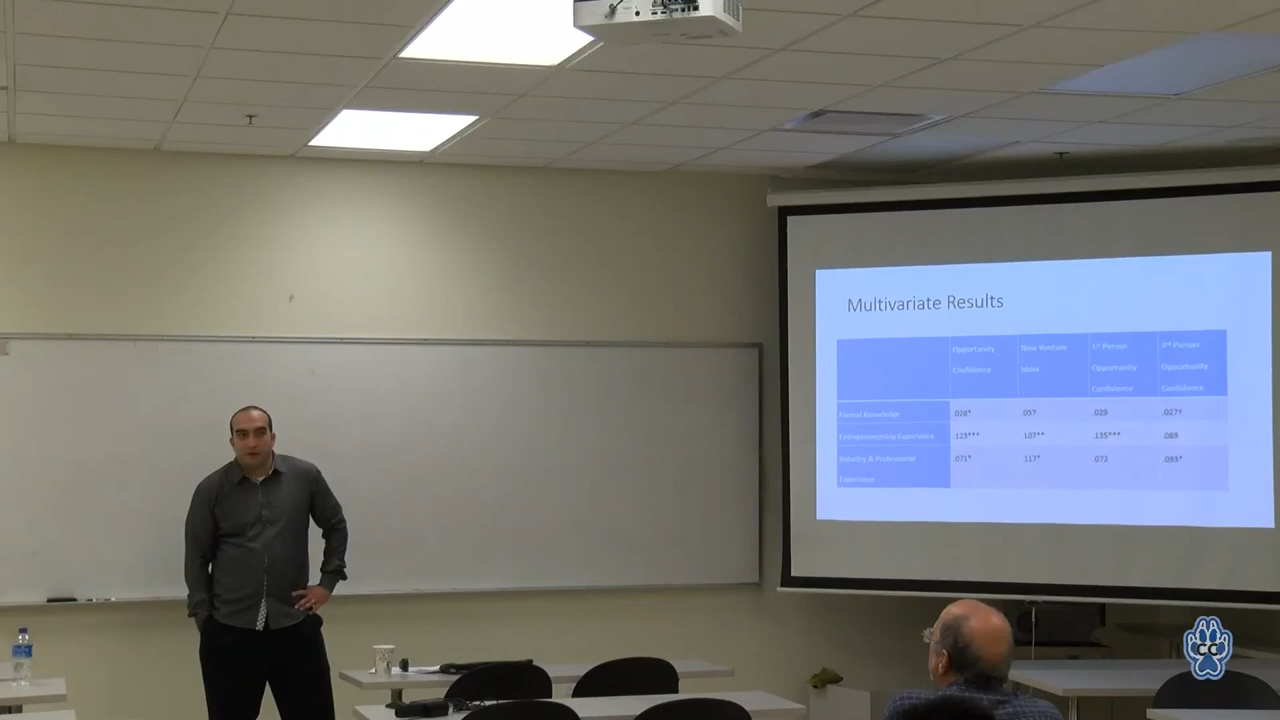 Multivariate Results
Opportunity Confidence
New Venture Ideas
1st Person Opportunity Confidence
3rd Person Opportunity Confidence
Formal Knowledge .028* .057 .029 .027†
Entrepreneurship Experience .123*** .107** .135*** .089
Industry & Professional Experience .071* .117* .072 .093*
CC